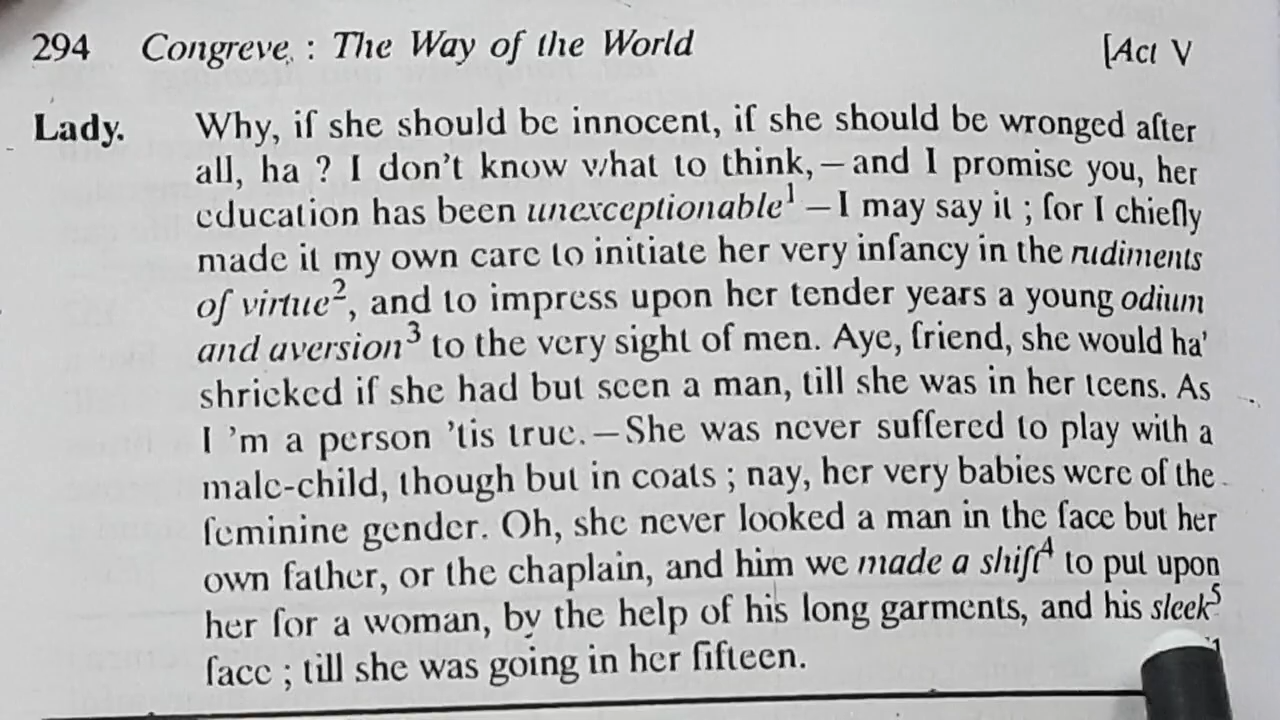 294 Congreve : The Way of the World [Act V
Lady. Why, if she should be innocent, if she should be wronged after
all, ha ? I don't know what to think, – and I promise you, her
education has been unexceptionable¹ – I may say it ; for I chiefly
made it my own care to initiate her very infancy in the rudiments
of virtue², and to impress upon her tender years a young odium
and aversion³ to the very sight of men. Aye, friend, she would ha'
shrieked if she had but seen a man, till she was in her teens. As
I 'm a person 'tis true. – She was never suffered to play with a
male-child, though but in coats ; nay, her very babies were of the
feminine gender. Oh, she never looked a man in the face but her
own father, or the chaplain, and him we made a shift⁴ to put upon
her for a woman, by the help of his long garments, and his sleek⁵
face ; till she was going in her fifteen.